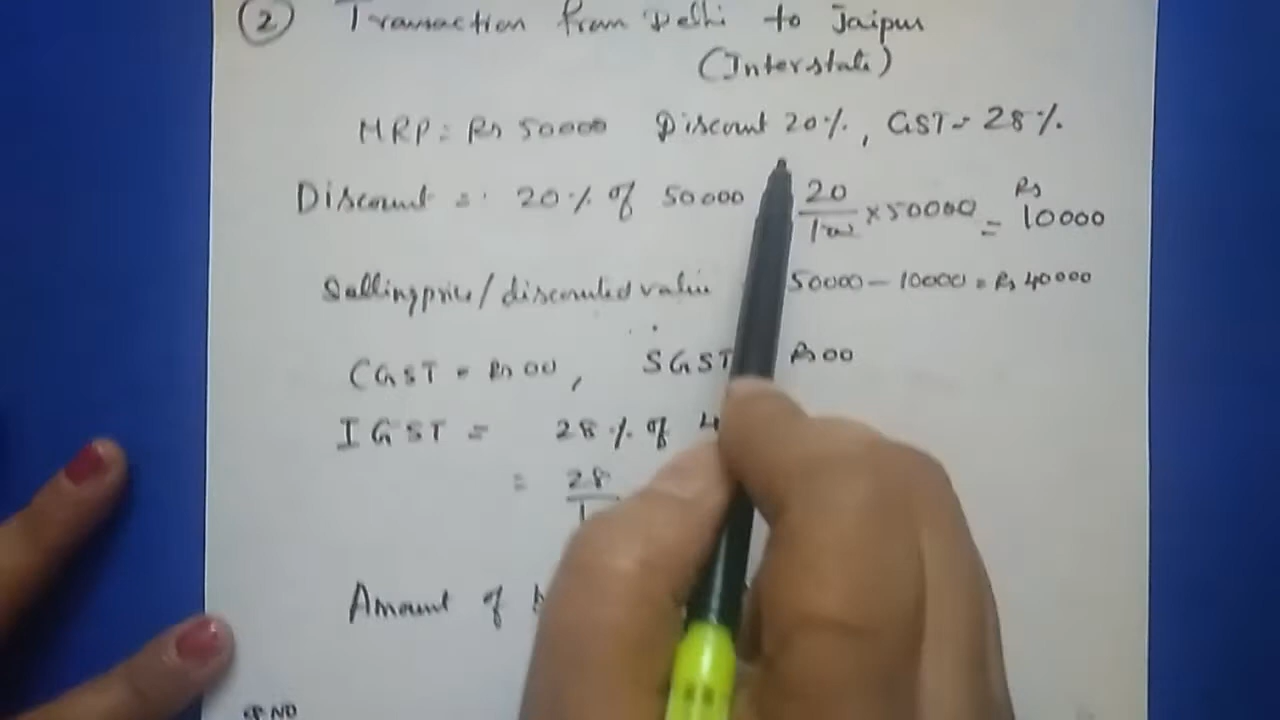 ② Transaction from Delhi to Jaipur
(Interstate)
MRP = Rs 50000 Discount 20%, GST = 28%
Discount = 20% of 50000 20/100 × 50000 = Rs 10000
Selling price/discounted value 50000 - 10000 = Rs 40000
CGST = Rs 00, SGST Rs 00
IGST = 28% of 4
= 28
Amount of